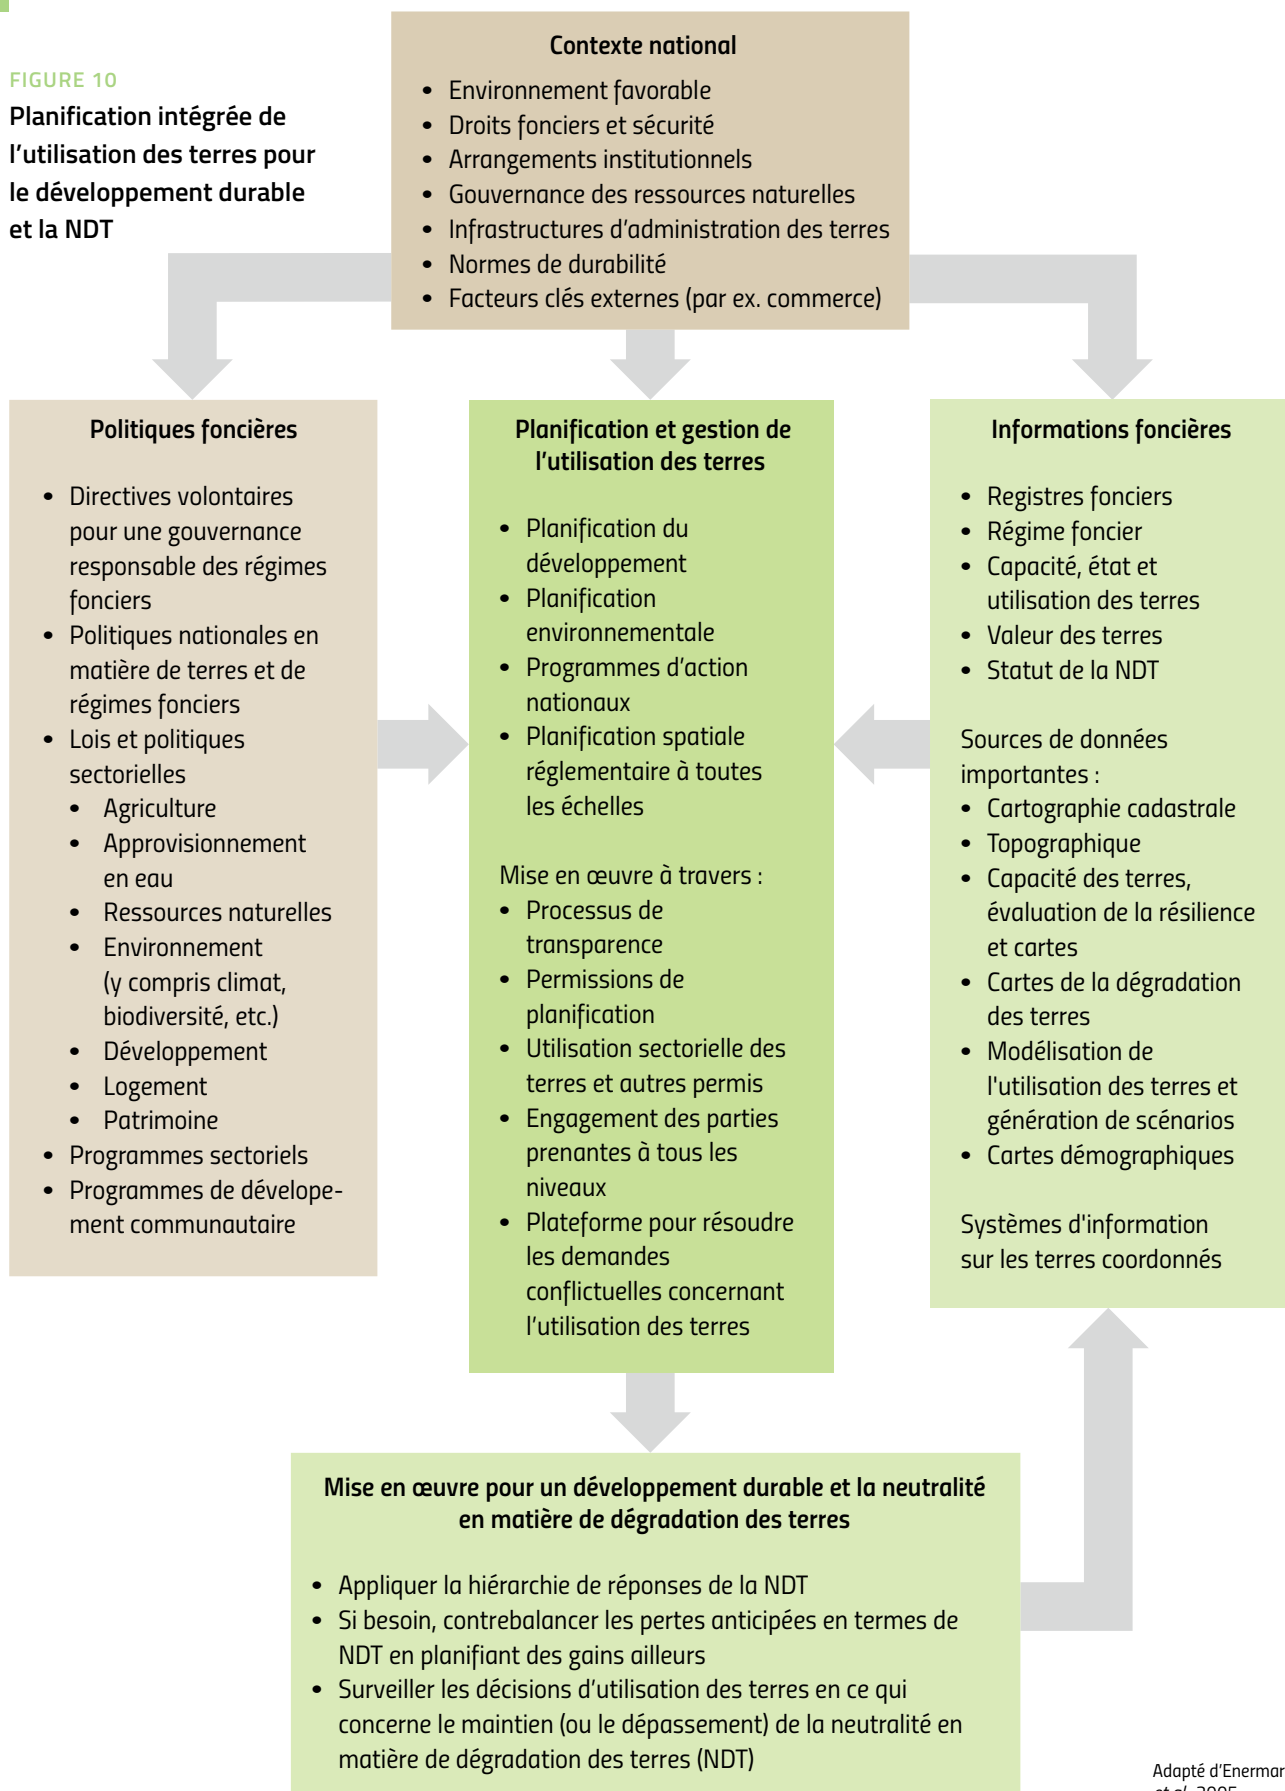 FIGURE 10
Planification intégrée de
l'utilisation des terres pour
le développement durable
et la NDT
Contexte national
• Environnement favorable
• Droits fonciers et sécurité
• Arrangements institutionnels
• Gouvernance des ressources naturelles
• Infrastructures d'administration des terres
• Normes de durabilité
• Facteurs clés externes (par ex. commerce)
Politiques foncières
• Directives volontaires
pour une gouvernance
responsable des régimes
fonciers
• Politiques nationales en
matière de terres et de
régimes fonciers
• Lois et politiques
sectorielles
• Agriculture
• Approvisionnement
en eau
• Ressources naturelles
• Environnement
(y compris climat,
biodiversité, etc.)
• Développement
• Logement
• Patrimoine
• Programmes sectoriels
• Programmes de dévelope-
ment communautaire
Planification et gestion de
l'utilisation des terres
• Planification du
développement
• Planification
environnementale
• Programmes d'action
nationaux
• Planification spatiale
réglementaire à toutes
les échelles
Mise en œuvre à travers :
• Processus de
transparence
• Permissions de
planification
• Utilisation sectorielle des
terres et autres permis
• Engagement des parties
prenantes à tous les
niveaux
• Plateforme pour résoudre
les demandes
conflictuelles concernant
l'utilisation des terres
Informations foncières
• Registres fonciers
• Régime foncier
• Capacité, état et
utilisation des terres
• Valeur des terres
• Statut de la NDT
Sources de données
importantes :
• Cartographie cadastrale
• Topographique
• Capacité des terres,
évaluation de la résilience
et cartes
• Cartes de la dégradation
des terres
• Modélisation de
l'utilisation des terres et
génération de scénarios
• Cartes démographiques
Systèmes d'information
sur les terres coordonnés
Mise en œuvre pour un développement durable et la neutralité
en matière de dégradation des terres
• Appliquer la hiérarchie de réponses de la NDT
• Si besoin, contrebalancer les pertes anticipées en termes de
NDT en planifiant des gains ailleurs
• Surveiller les décisions d'utilisation des terres en ce qui
concerne le maintien (ou le dépassement) de la neutralité en
matière de dégradation des terres (NDT)
Adapté d'Enemar